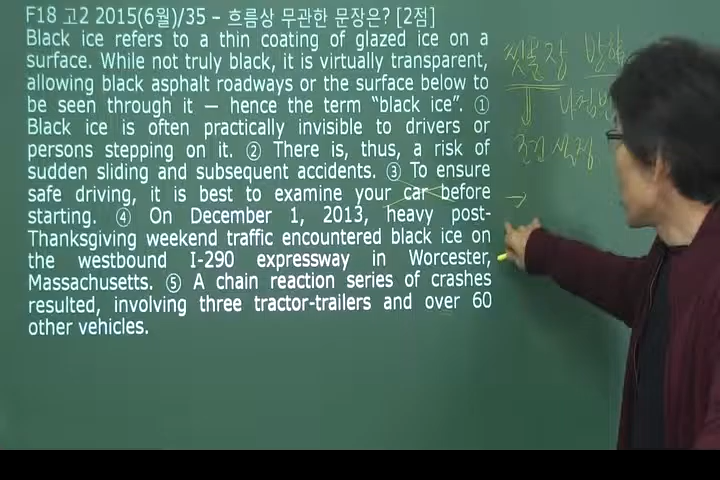 F18 고2 2015(6월)/35 – 흐름상 무관한 문장은? [2점]
Black ice refers to a thin coating of glazed ice on a
surface. While not truly black, it is virtually transparent,
allowing black asphalt roadways or the surface below to
be seen through it — hence the term “black ice”. ①
Black ice is often practically invisible to drivers or
persons stepping on it. ② There is, thus, a risk of
sudden sliding and subsequent accidents. ③ To ensure
safe driving, it is best to examine your car before
starting. ④ On December 1, 2013, heavy post-
Thanksgiving weekend traffic encountered black ice on
the westbound I-290 expressway in Worcester,
Massachusetts. ⑤ A chain reaction series of crashes
resulted, involving three tractor-trailers and over 60
other vehicles.